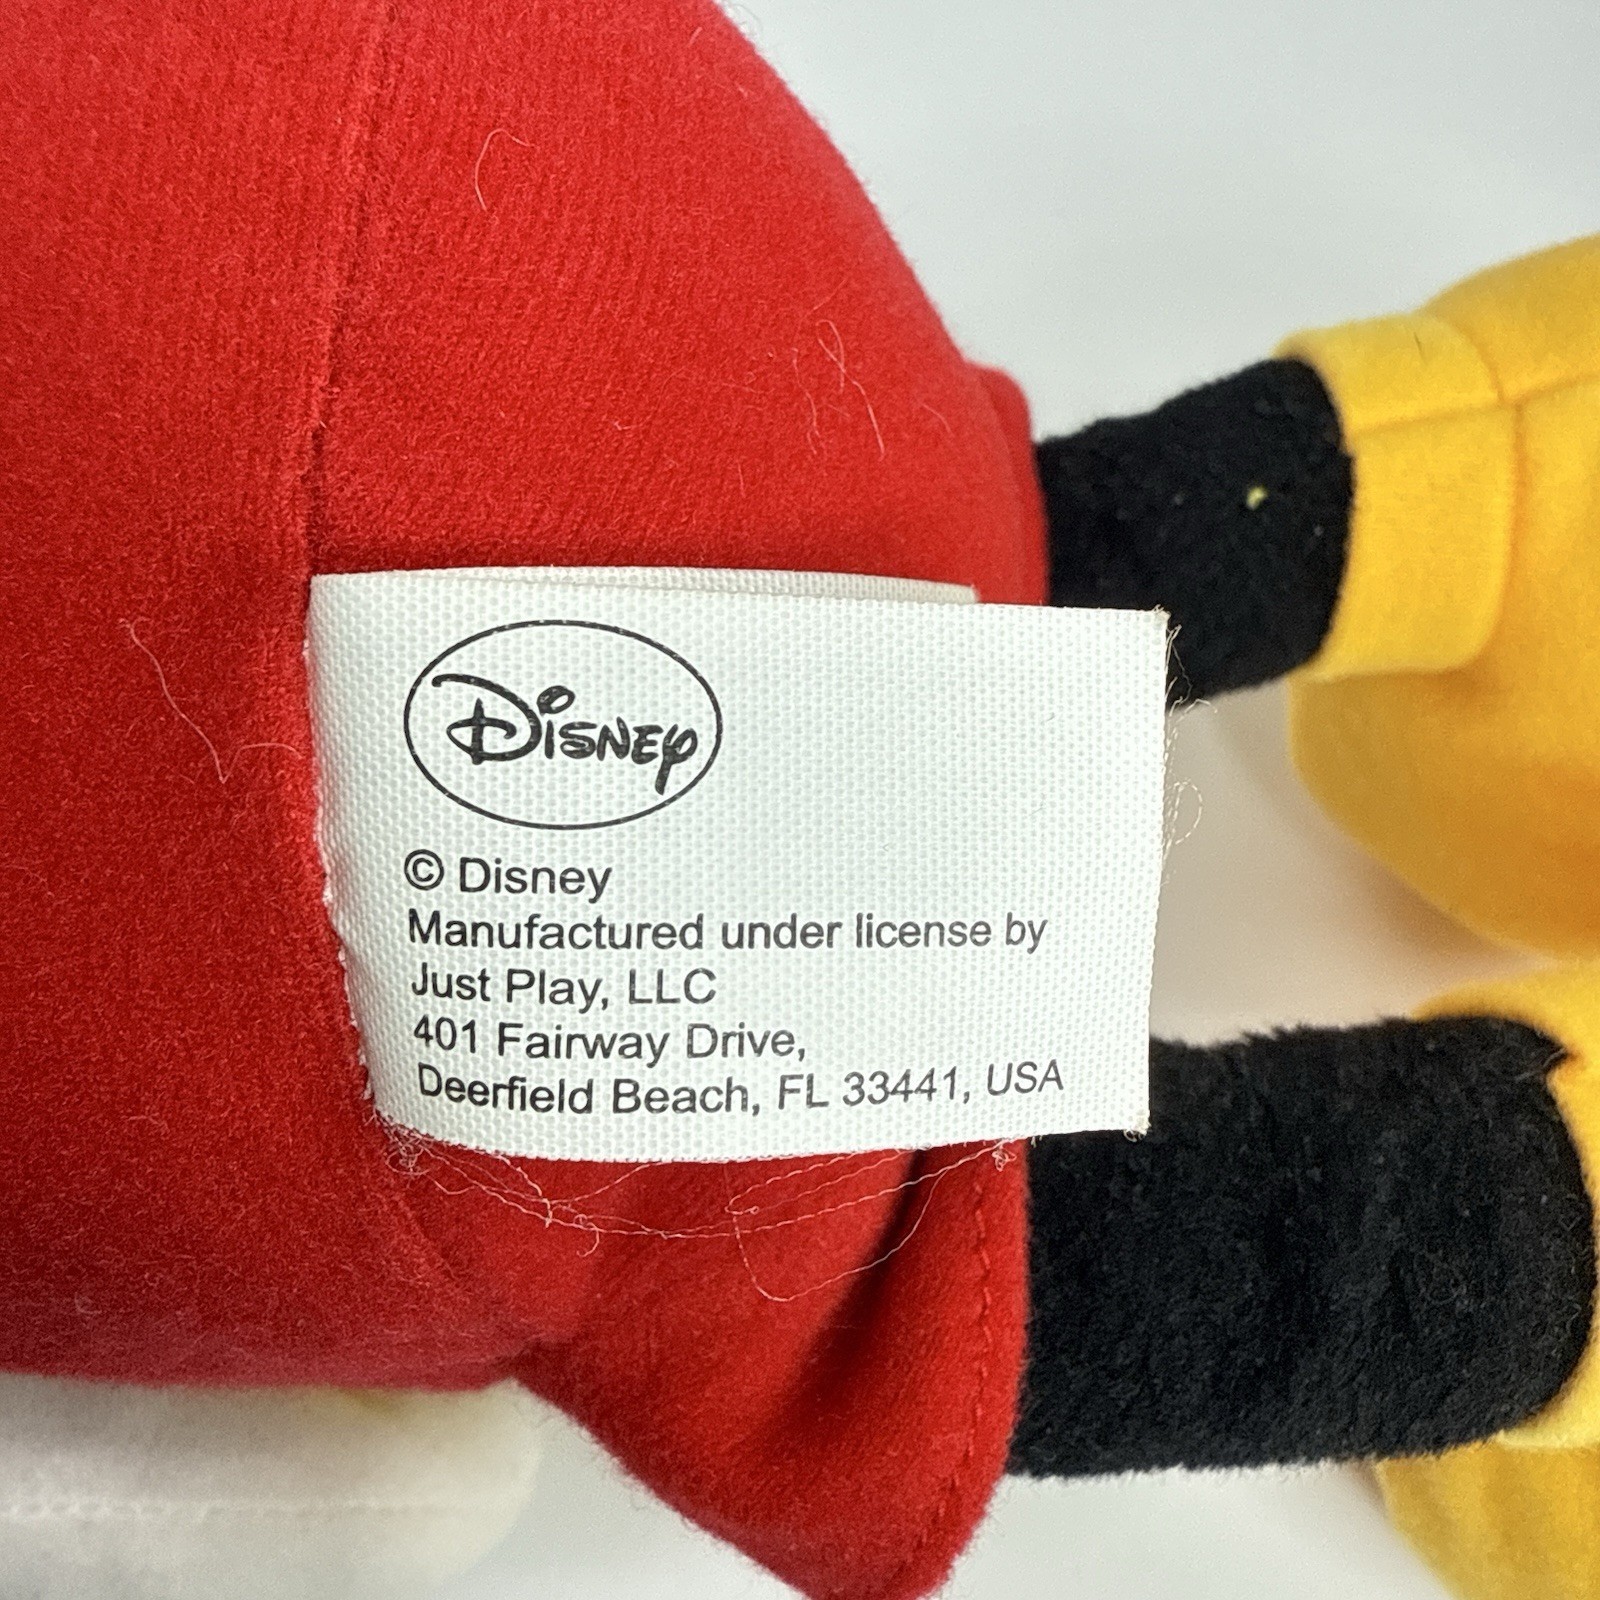 Disney
© Disney
Manufactured under license by
Just Play, LLC
401 Fairway Drive,
Deerfield Beach, FL 33441, USA